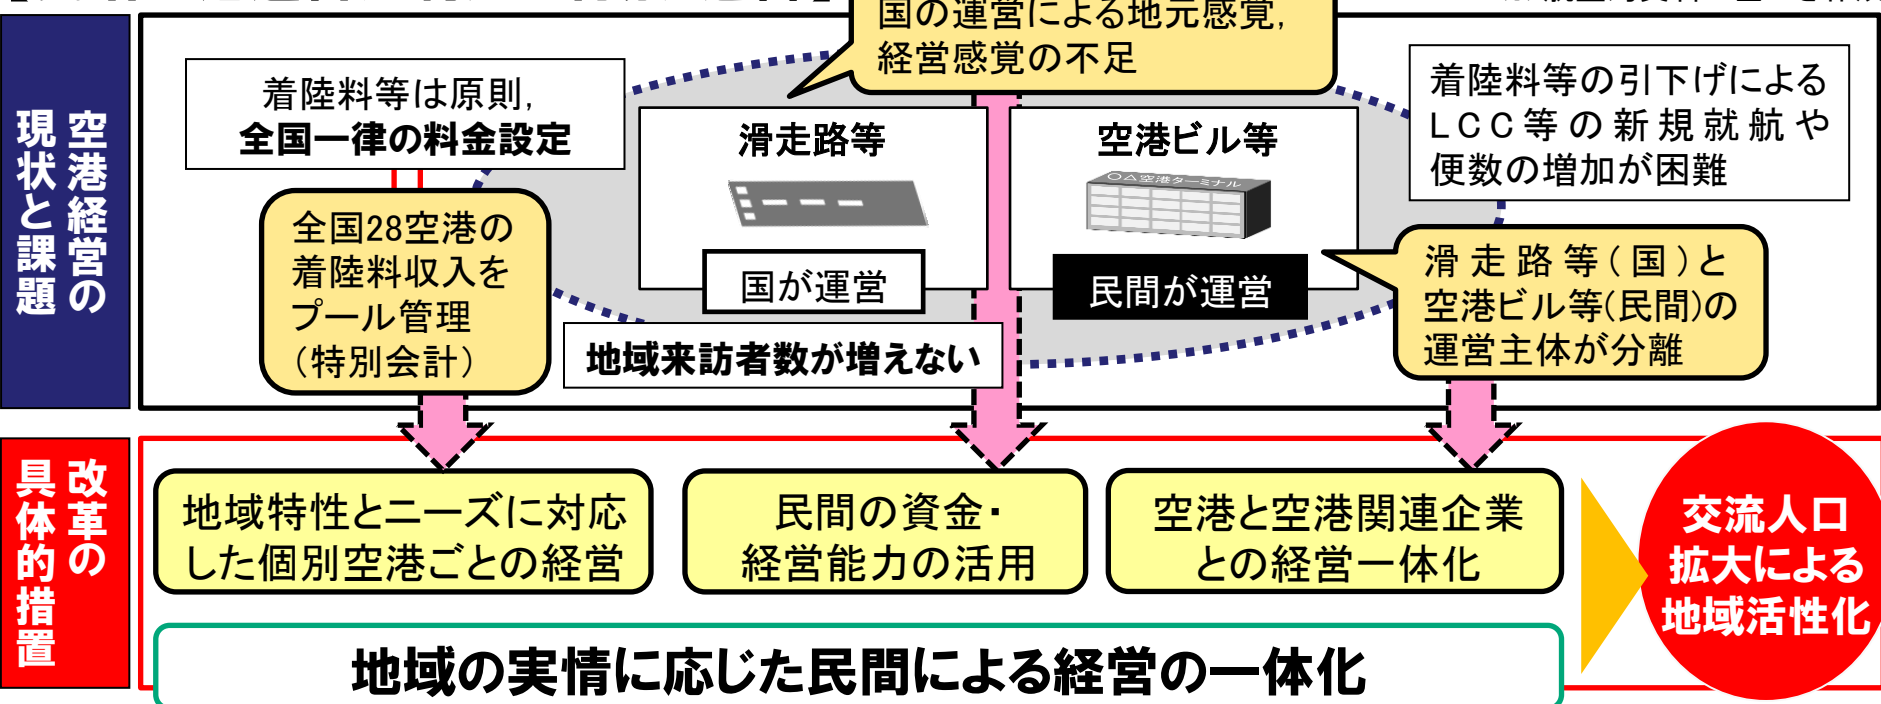 空港経営の
現状と課題
国の運営による地元感覚,
経営感覚の不足
着陸料等は原則,
全国一律の料金設定
滑走路等
国が運営
空港ビル等
〇△空港ターミナル
民間が運営
着陸料等の引下げによる
LCC等の新規就航や
便数の増加が困難
全国28空港の
着陸料収入を
プール管理
(特別会計)
地域来訪者数が増えない
滑走路等(国)と
空港ビル等(民間)の
運営主体が分離
改革の
具体的措置
地域特性とニーズに対応
した個別空港ごとの経営
民間の資金・
経営能力の活用
空港と空港関連企業
との経営一体化
交流人口
拡大による
地域活性化
地域の実情に応じた民間による経営の一体化